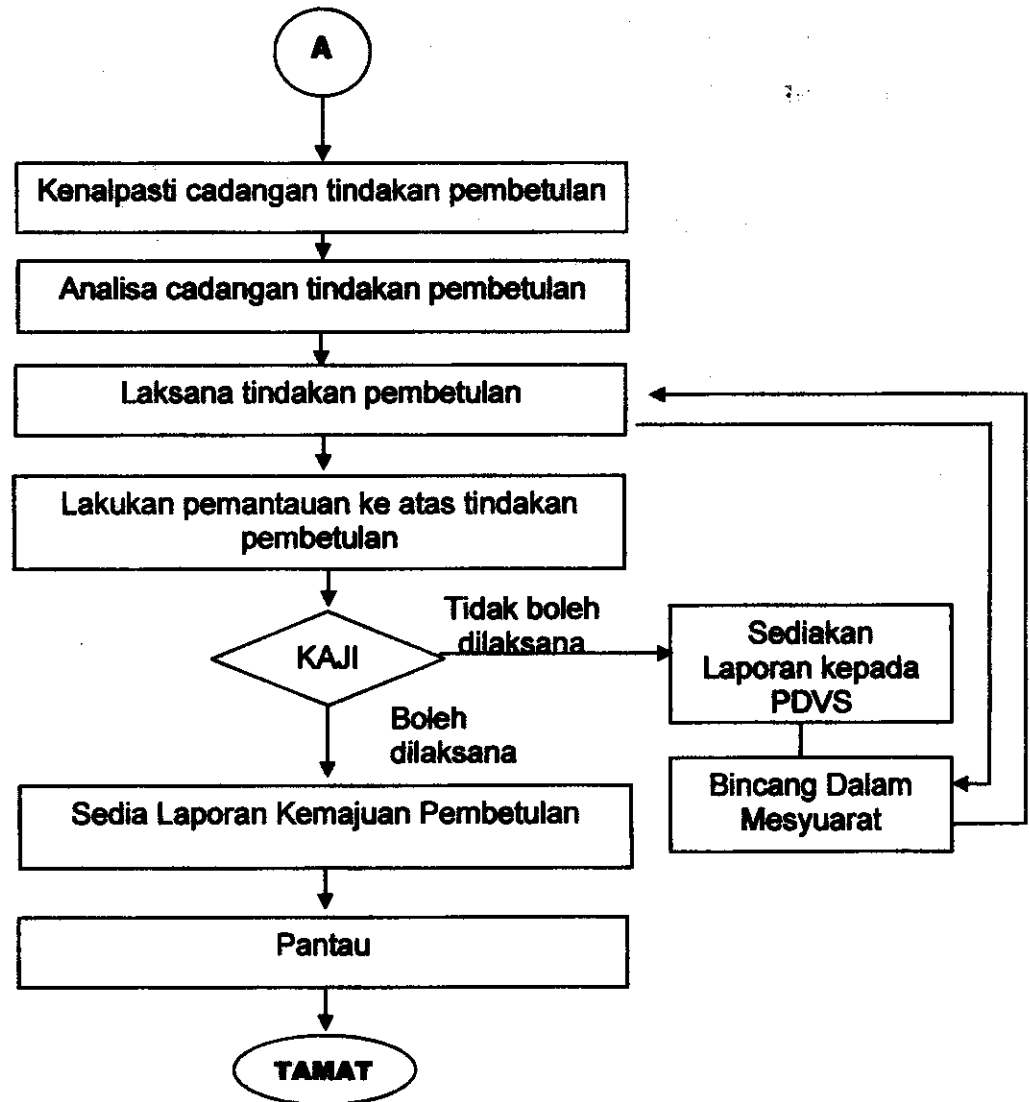 A
Kenalpasti cadangan tindakan pembetulan
Analisa cadangan tindakan pembetulan
Laksana tindakan pembetulan
Lakukan pemantauan ke atas tindakan
pembetulan
KAJI
Tidak boleh
dilaksana
Sediakan
Laporan kepada
PDVS
Boleh
dilaksana
Bincang Dalam
Mesyuarat
Sedia Laporan Kemajuan Pembetulan
Pantau
TAMAT